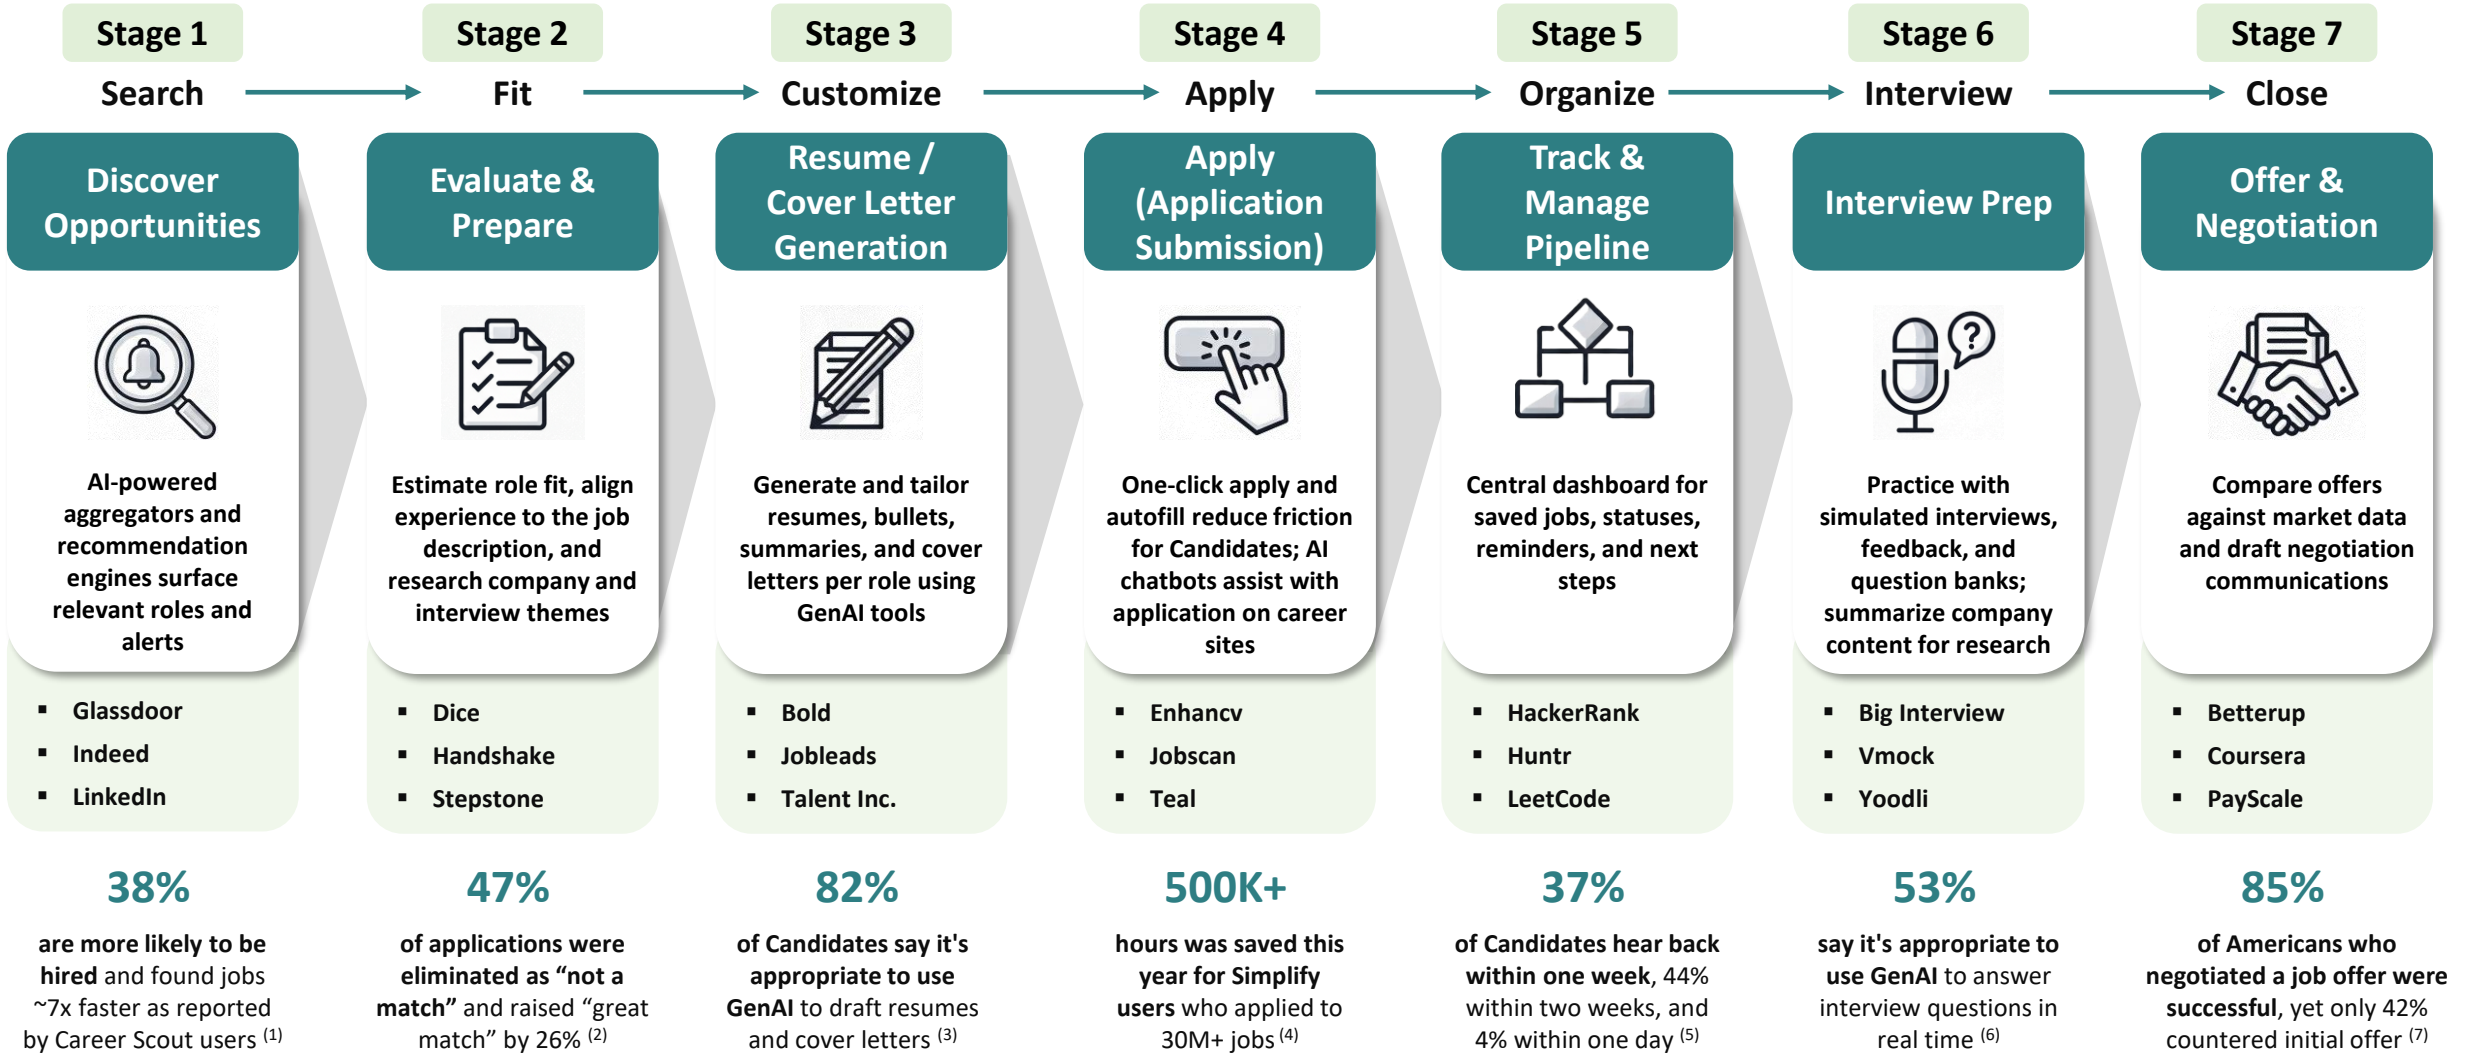 Stage 1
Search
Discover
Opportunities
AI-powered
aggregators and
recommendation
engines surface
relevant roles and
alerts
▪ Glassdoor
▪ Indeed
▪ LinkedIn
38%
are more likely to be
hired and found jobs
~7x faster as reported
by Career Scout users (1)
Stage 2
Fit
Evaluate &
Prepare
Estimate role fit, align
experience to the job
description, and
research company and
interview themes
▪ Dice
▪ Handshake
▪ Stepstone
47%
of applications were
eliminated as “not a
match” and raised “great
match” by 26% (2)
Stage 3
Customize
Resume /
Cover Letter
Generation
Generate and tailor
resumes, bullets,
summaries, and cover
letters per role using
GenAI tools
▪ Bold
▪ Jobleads
▪ Talent Inc.
82%
of Candidates say it's
appropriate to use
GenAI to draft resumes
and cover letters (3)
Stage 4
Apply
Apply
(Application
Submission)
One-click apply and
autofill reduce friction
for Candidates; AI
chatbots assist with
application on career
sites
▪ Enhancv
▪ Jobscan
▪ Teal
500K+
hours was saved this
year for Simplify
users who applied to
30M+ jobs (4)
Stage 5
Organize
Track &
Manage
Pipeline
Central dashboard for
saved jobs, statuses,
reminders, and next
steps
▪ HackerRank
▪ Huntr
▪ LeetCode
37%
of Candidates hear back
within one week, 44%
within two weeks, and
4% within one day (5)
Stage 6
Interview
Interview Prep
?
Practice with
simulated interviews,
feedback, and
question banks;
summarize company
content for research
▪ Big Interview
▪ Vmock
▪ Yoodli
53%
say it's appropriate to
use GenAI to answer
interview questions in
real time (6)
Stage 7
Close
Offer &
Negotiation
Compare offers
against market data
and draft negotiation
communications
▪ Betterup
▪ Coursera
▪ PayScale
85%
of Americans who
negotiated a job offer were
successful, yet only 42%
countered initial offer (7)